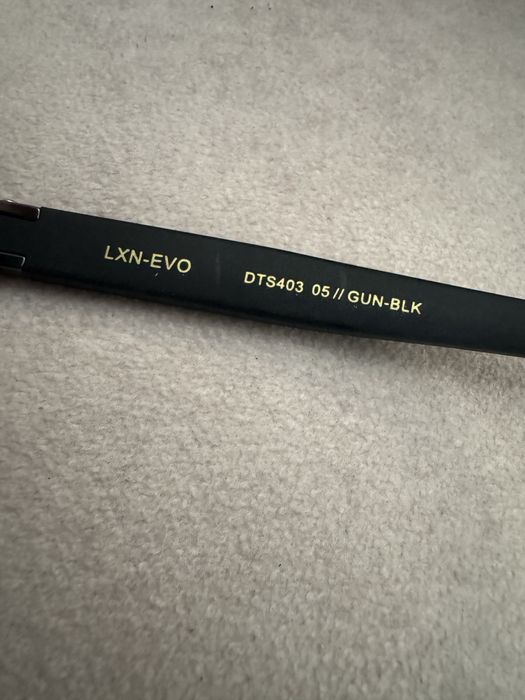 LXN-EVO DTS403 05 // GUN-BLK